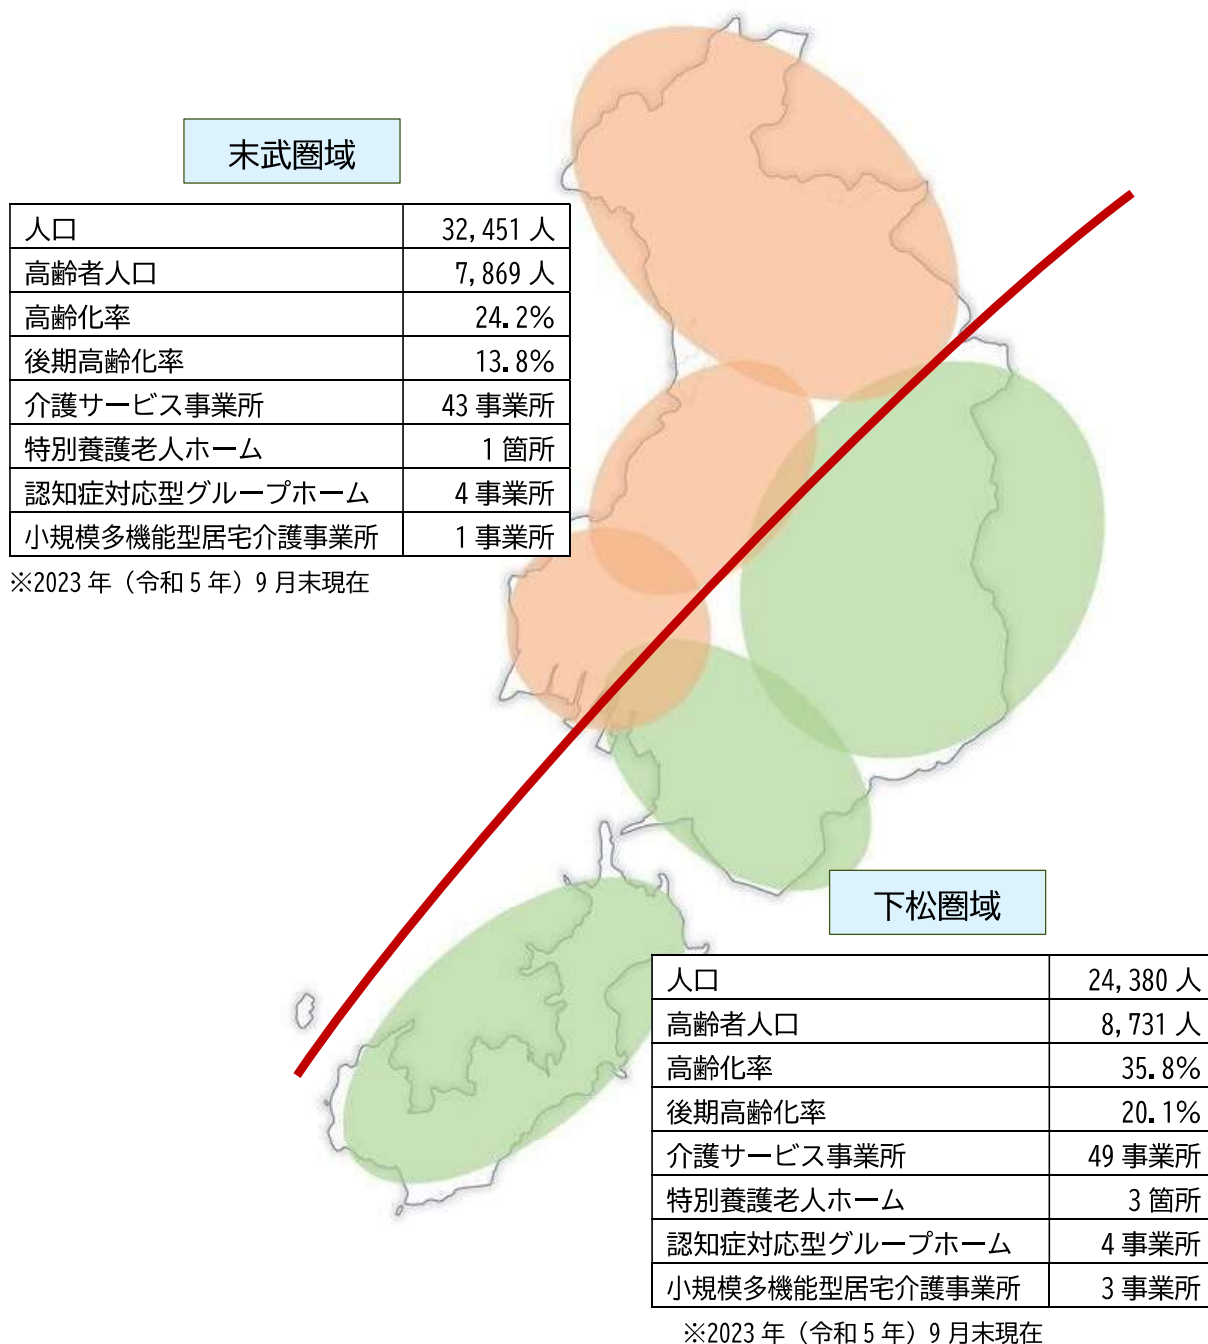 末武圏域
人口 32,451 人
高齢者人口 7,869 人
高齢化率 24.2%
後期高齢化率 13.8%
介護サービス事業所 43 事業所
特別養護老人ホーム 1 箇所
認知症対応型グループホーム 4 事業所
小規模多機能型居宅介護事業所 1 事業所
※2023 年（令和 5 年）9 月末現在
下松圏域
人口 24,380 人
高齢者人口 8,731 人
高齢化率 35.8%
後期高齢化率 20.1%
介護サービス事業所 49 事業所
特別養護老人ホーム 3 箇所
認知症対応型グループホーム 4 事業所
小規模多機能型居宅介護事業所 3 事業所
※2023 年（令和 5 年）9 月末現在